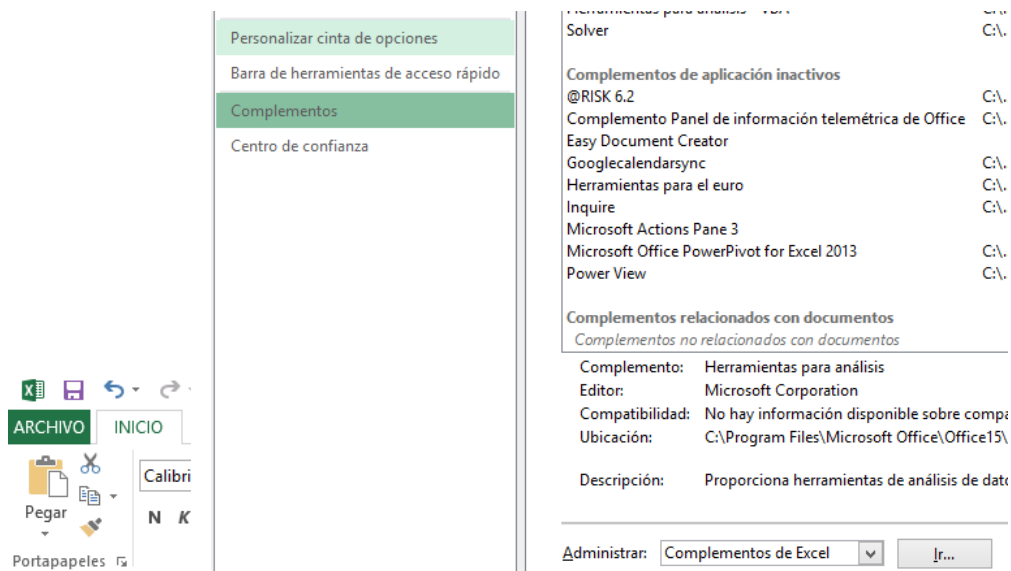 ARCHIVO INICIO
Pegar
Calibri
N K
Portapapeles
Personalizar cinta de opciones
Barra de herramientas de acceso rápido
Complementos
Centro de confianza
Solver C:\.
Complementos de aplicación inactivos
@RISK 6.2 C:\.
Complemento Panel de información telemétrica de Office C:\.
Easy Document Creator
Googlecalendarsync C:\.
Herramientas para el euro C:\.
Inquire C:\.
Microsoft Actions Pane 3
Microsoft Office PowerPivot for Excel 2013 C:\.
Power View C:\.
Complementos relacionados con documentos
Complementos no relacionados con documentos
Complemento: Herramientas para análisis
Editor: Microsoft Corporation
Compatibilidad: No hay información disponible sobre compa
Ubicación: C:\Program Files\Microsoft Office\Office15\
Descripción: Proporciona herramientas de análisis de dato
Administrar: Complementos de Excel Ir...